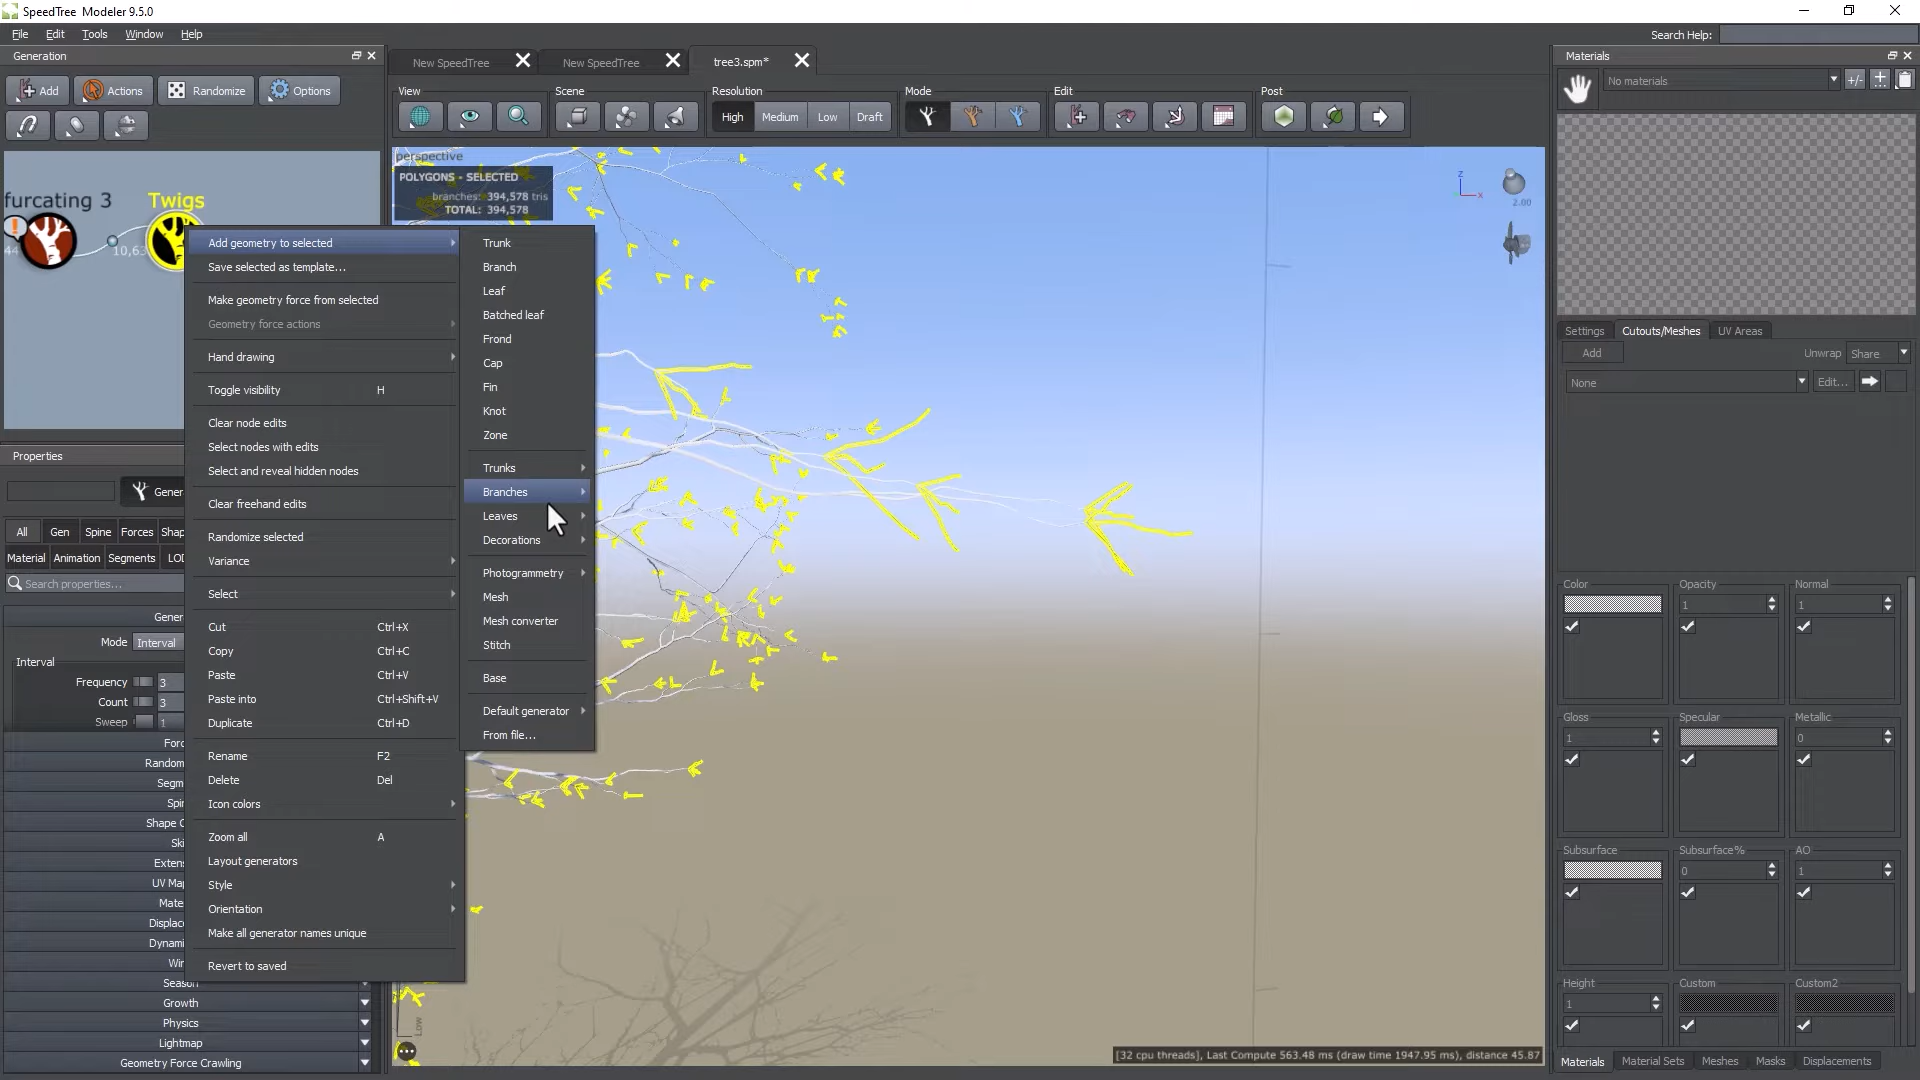 SpeedTree Modeler 9.5.0
File Edit Tools Window Help
Search Help:
Generation
New SpeedTree
New SpeedTree
tree3.spm*
Materials
Add Actions Randomize Options
View Scene Resolution Mode Edit Post
High Medium Low Draft
No materials
+/-
perspective
POLYGONS - SELECTED
branches: 394,578 tris
TOTAL: 394,578
z
x
2.00
furcating 3
Twigs
44
10,63
Add geometry to selected
Save selected as template...
Make geometry force from selected
Geometry force actions
Hand drawing
Toggle visibility H
Clear node edits
Select nodes with edits
Select and reveal hidden nodes
Clear freehand edits
Randomize selected
Variance
Select
Cut Ctrl+X
Copy Ctrl+C
Paste Ctrl+V
Paste into Ctrl+Shift+V
Duplicate Ctrl+D
Rename F2
Delete Del
Icon colors
Zoom all A
Layout generators
Style
Orientation
Make all generator names unique
Revert to saved
Trunk
Branch
Leaf
Batched leaf
Frond
Cap
Fin
Knot
Zone
Trunks
Branches
Leaves
Decorations
Photogrammetry
Mesh
Mesh converter
Stitch
Base
Default generator
From file...
Properties
Gener
All Gen Spine Forces Shap
Material Animation Segments LOD
Search properties...
Gener
Mode Interval
Interval
Frequency 3
Count 3
Sweep 1
Forc
Random
Segm
Spin
Shape C
Ski
Exten
UV Map
Mate
Displac
Dynami
Win
Season
Growth
Physics
Lightmap
Geometry Force Crawling
Low
[32 cpu threads], Last Compute 563.48 ms (draw time 1947.95 ms), distance 45.87
Settings Cutouts/Meshes UV Areas
Add Unwrap Share
None Edit...
Color Opacity Normal
1 1
Gloss Specular Metallic
1 0
Subsurface Subsurface% AO
0 1
Height Custom Custom2
1
Materials Material Sets Meshes Masks Displacements